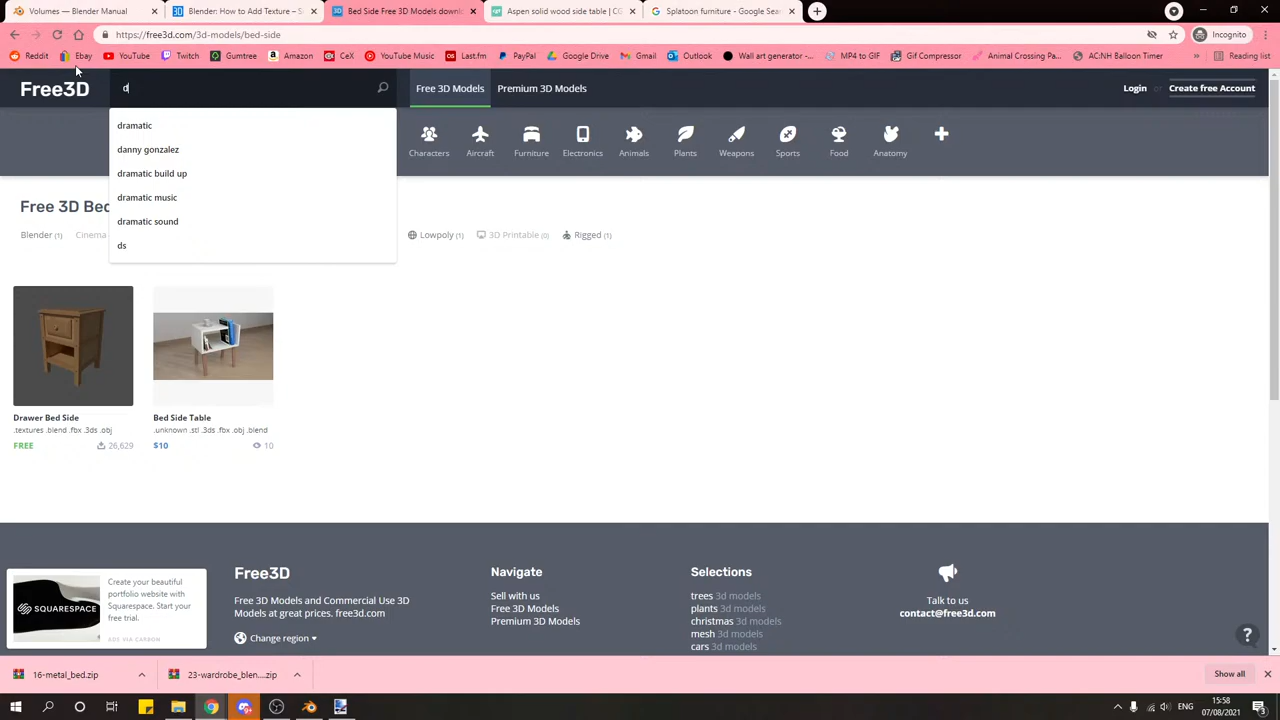 Volumes — Blender Manual
Blender: How to Add Texture – S
Bed Side Free 3D Models downl
Aspen solid wood side table | CG
Splatoon furniture - Google Sear
https://free3d.com/3d-models/bed-side
Incognito
Reddit
Ebay
YouTube
Twitch
Gumtree
Amazon
CeX
YouTube Music
Last.fm
PayPal
Google Drive
Gmail
Outlook
Wall art generator -...
MP4 to GIF
Gif Compressor
Animal Crossing Pa...
AC:NH Balloon Timer
»
Reading list
Free3D
d
Free 3D Models
Premium 3D Models
Login or Create free Account
dramatic
danny gonzalez
dramatic build up
dramatic music
dramatic sound
ds
Characters
Aircraft
Furniture
Electronics
Animals
Plants
Weapons
Sports
Food
Anatomy
Free 3D Bed
Blender (1)
Cinema
Lowpoly (1)
3D Printable (0)
Rigged (1)
Drawer Bed Side
.textures .blend .fbx .3ds .obj
FREE
26,629
Bed Side Table
.unknown .stl .3ds .fbx .obj .blend
$10
10
Free3D
Free 3D Models and Commercial Use 3D
Models at great prices. free3d.com
Change region
Navigate
Sell with us
Free 3D Models
Premium 3D Models
Selections
trees 3d models
plants 3d models
christmas 3d models
mesh 3d models
cars 3d models
Talk to us
contact@free3d.com
SQUARESPACE
Create your beautiful
portfolio website with
Squarespace. Start your
free trial.
ADS VIA CARBON
?
16-metal_bed.zip
23-wardrobe_blen....zip
Show all
ENG
15:58
07/08/2021
3